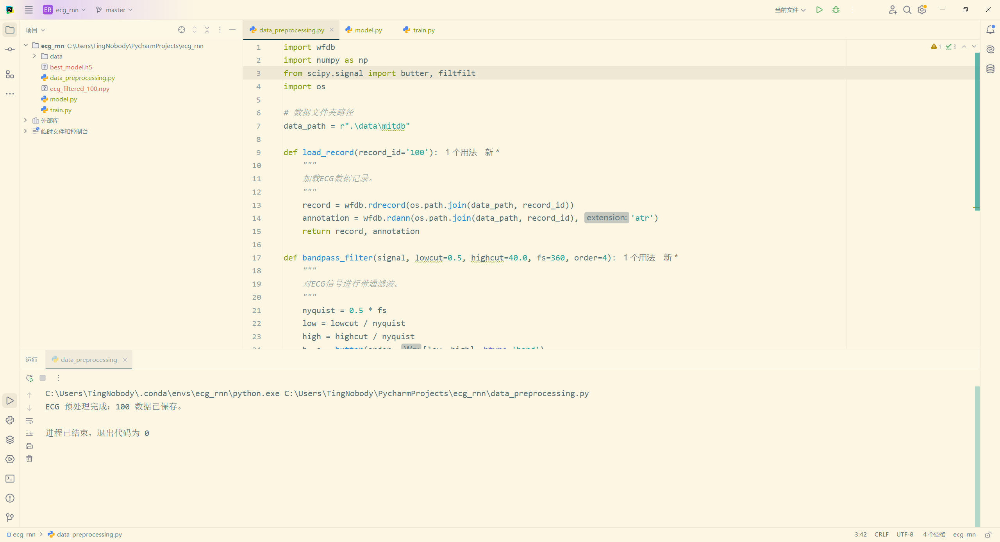 ER ecg_rnn master 当前文件
项目
data_preprocessing.py model.py train.py
ecg_rnn C:\Users\TingNobody\PycharmProjects\ecg_rnn
data
best_model.h5
data_preprocessing.py
ecg_filtered_100.npy
model.py
train.py
外部库
临时文件和控制台
1 3
1 import wfdb
2 import numpy as np
3 from scipy.signal import butter, filtfilt
4 import os
5
6 # 数据文件夹路径
7 data_path = r".\data\mitdb"
8
9 def load_record(record_id='100'): 1 个用法 新 *
10 """
11 加载ECG数据记录。
12 """
13 record = wfdb.rdrecord(os.path.join(data_path, record_id))
14 annotation = wfdb.rdann(os.path.join(data_path, record_id), extension: 'atr')
15 return record, annotation
16
17 def bandpass_filter(signal, lowcut=0.5, highcut=40.0, fs=360, order=4): 1 个用法 新 *
18 """
19 对ECG信号进行带通滤波。
20 """
21 nyquist = 0.5 * fs
22 low = lowcut / nyquist
23 high = highcut / nyquist
运行 data_preprocessing
C:\Users\TingNobody\.conda\envs\ecg_rnn\python.exe C:\Users\TingNobody\PycharmProjects\ecg_rnn\data_preprocessing.py
ECG 预处理完成：100 数据已保存。
进程已结束，退出代码为 0
ecg_rnn data_preprocessing.py 3:42 CRLF UTF-8 4 个空格 ecg_rnn